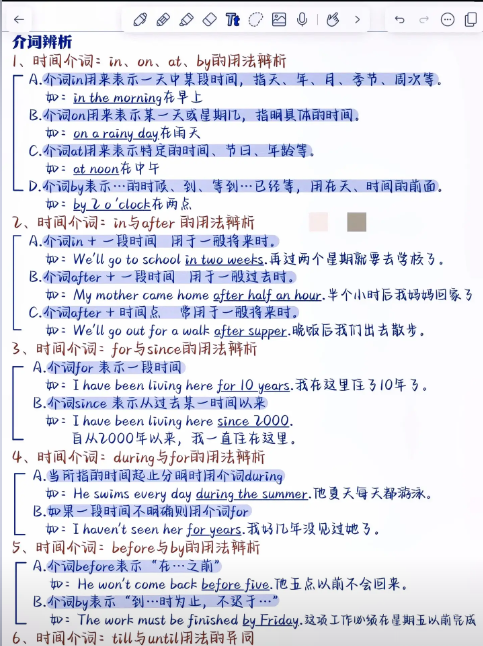 Tt
介词辨析
1、时间介词：in、on、at、by的用法辨析
A.介词in用来表示一天中某段时间，指天、年、月、季节、周次等。
如：in the morning在早上
B.介词on用来表示某一天或星期几，指明具体的时间。
如：on a rainy day在雨天
C.介词at用来表示特定的时间、节日、年龄等。
如：at noon在中午
D.介词by表示…的时候、到、等到…已经等，用在天、时间的前面。
如：by 2 o'clock在两点
2、时间介词：in与after 的用法辨析
A.介词in + 一段时间 用于一般将来时。
如：We'll go to school in two weeks.再过两个星期就要去学校了。
B.介词after + 一段时间 用于一般过去时。
如：My mother came home after half an hour.半个小时后我妈妈回家了
C.介词after + 时间点 常用于一般将来时。
如：We'll go out for a walk after supper.晚饭后我们出去散步。
3、时间介词：for与since的用法辨析
A.介词for 表示一段时间
如：I have been living here for 10 years.我在这里住了10年了。
B.介词since 表示从过去某一时间以来
如：I have been living here since 2000.
自从2000年以来，我一直住在这里。
4、时间介词：during与for的用法辨析
A.当所指的时间起止分明时用介词during
如：He swims every day during the summer.他夏天每天都游泳。
B.如果一段时间不明确则用介词for
如：I haven't seen her for years.我好几年没见过她了。
5、时间介词：before与by的用法辨析
A.介词before表示“在…之前”
如：He won't come back before five.他五点以前不会回来。
B.介词by表示“到…时为止，不迟于…”
如：The work must be finished by Friday.这项工作必须在星期五以前完成
6、时间介词：till与until用法的异同